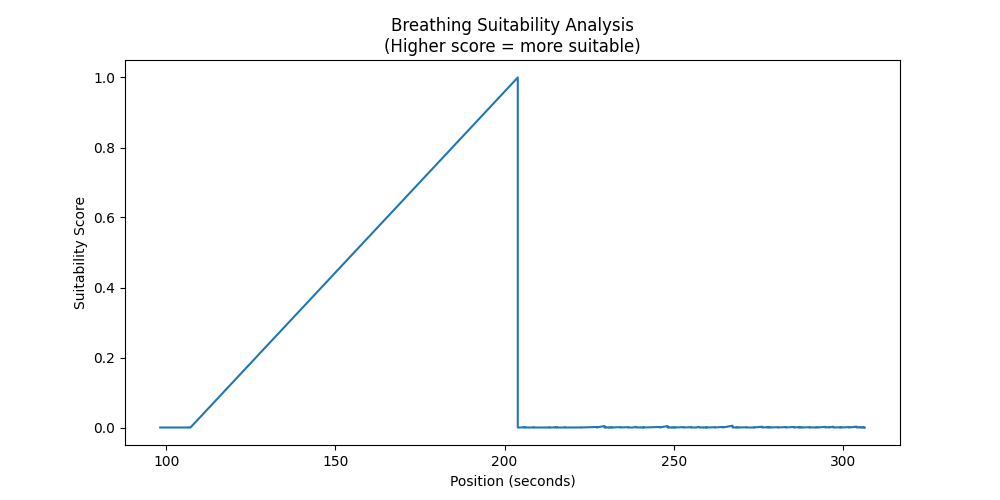 Breathing Suitability Analysis
(Higher score = more suitable)
1.0
0.8
0.6
0.4
0.2
0.0
Suitability Score
100
150
200
250
300
Position (seconds)